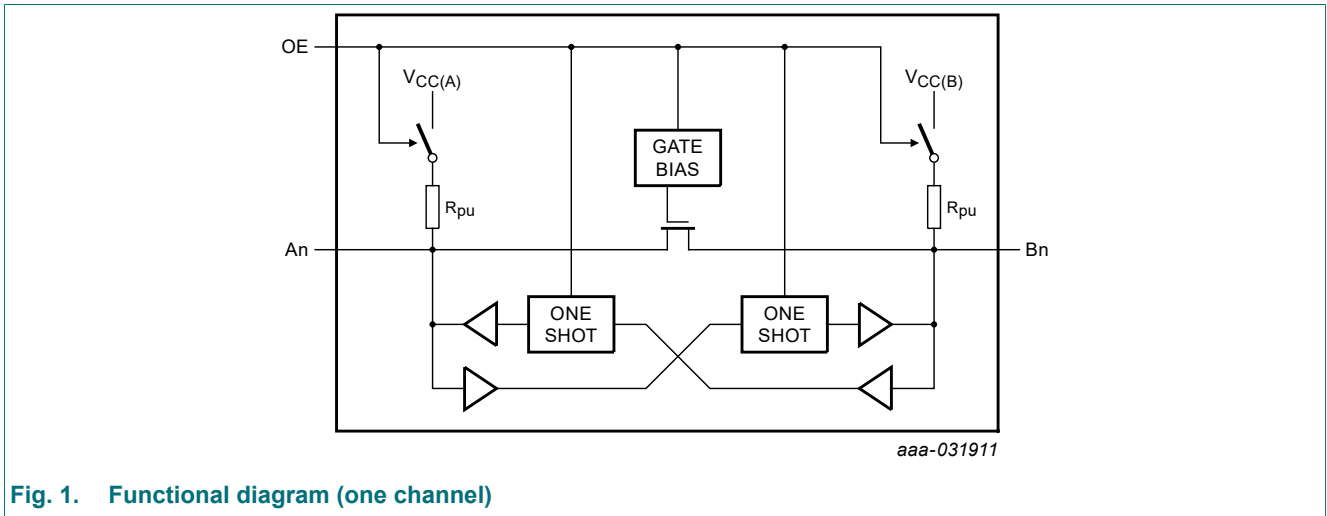 OE
VCC(A)
VCC(B)
GATE
BIAS
Rpu
Rpu
An
Bn
ONE
SHOT
ONE
SHOT
aaa-031911
Fig. 1. Functional diagram (one channel)